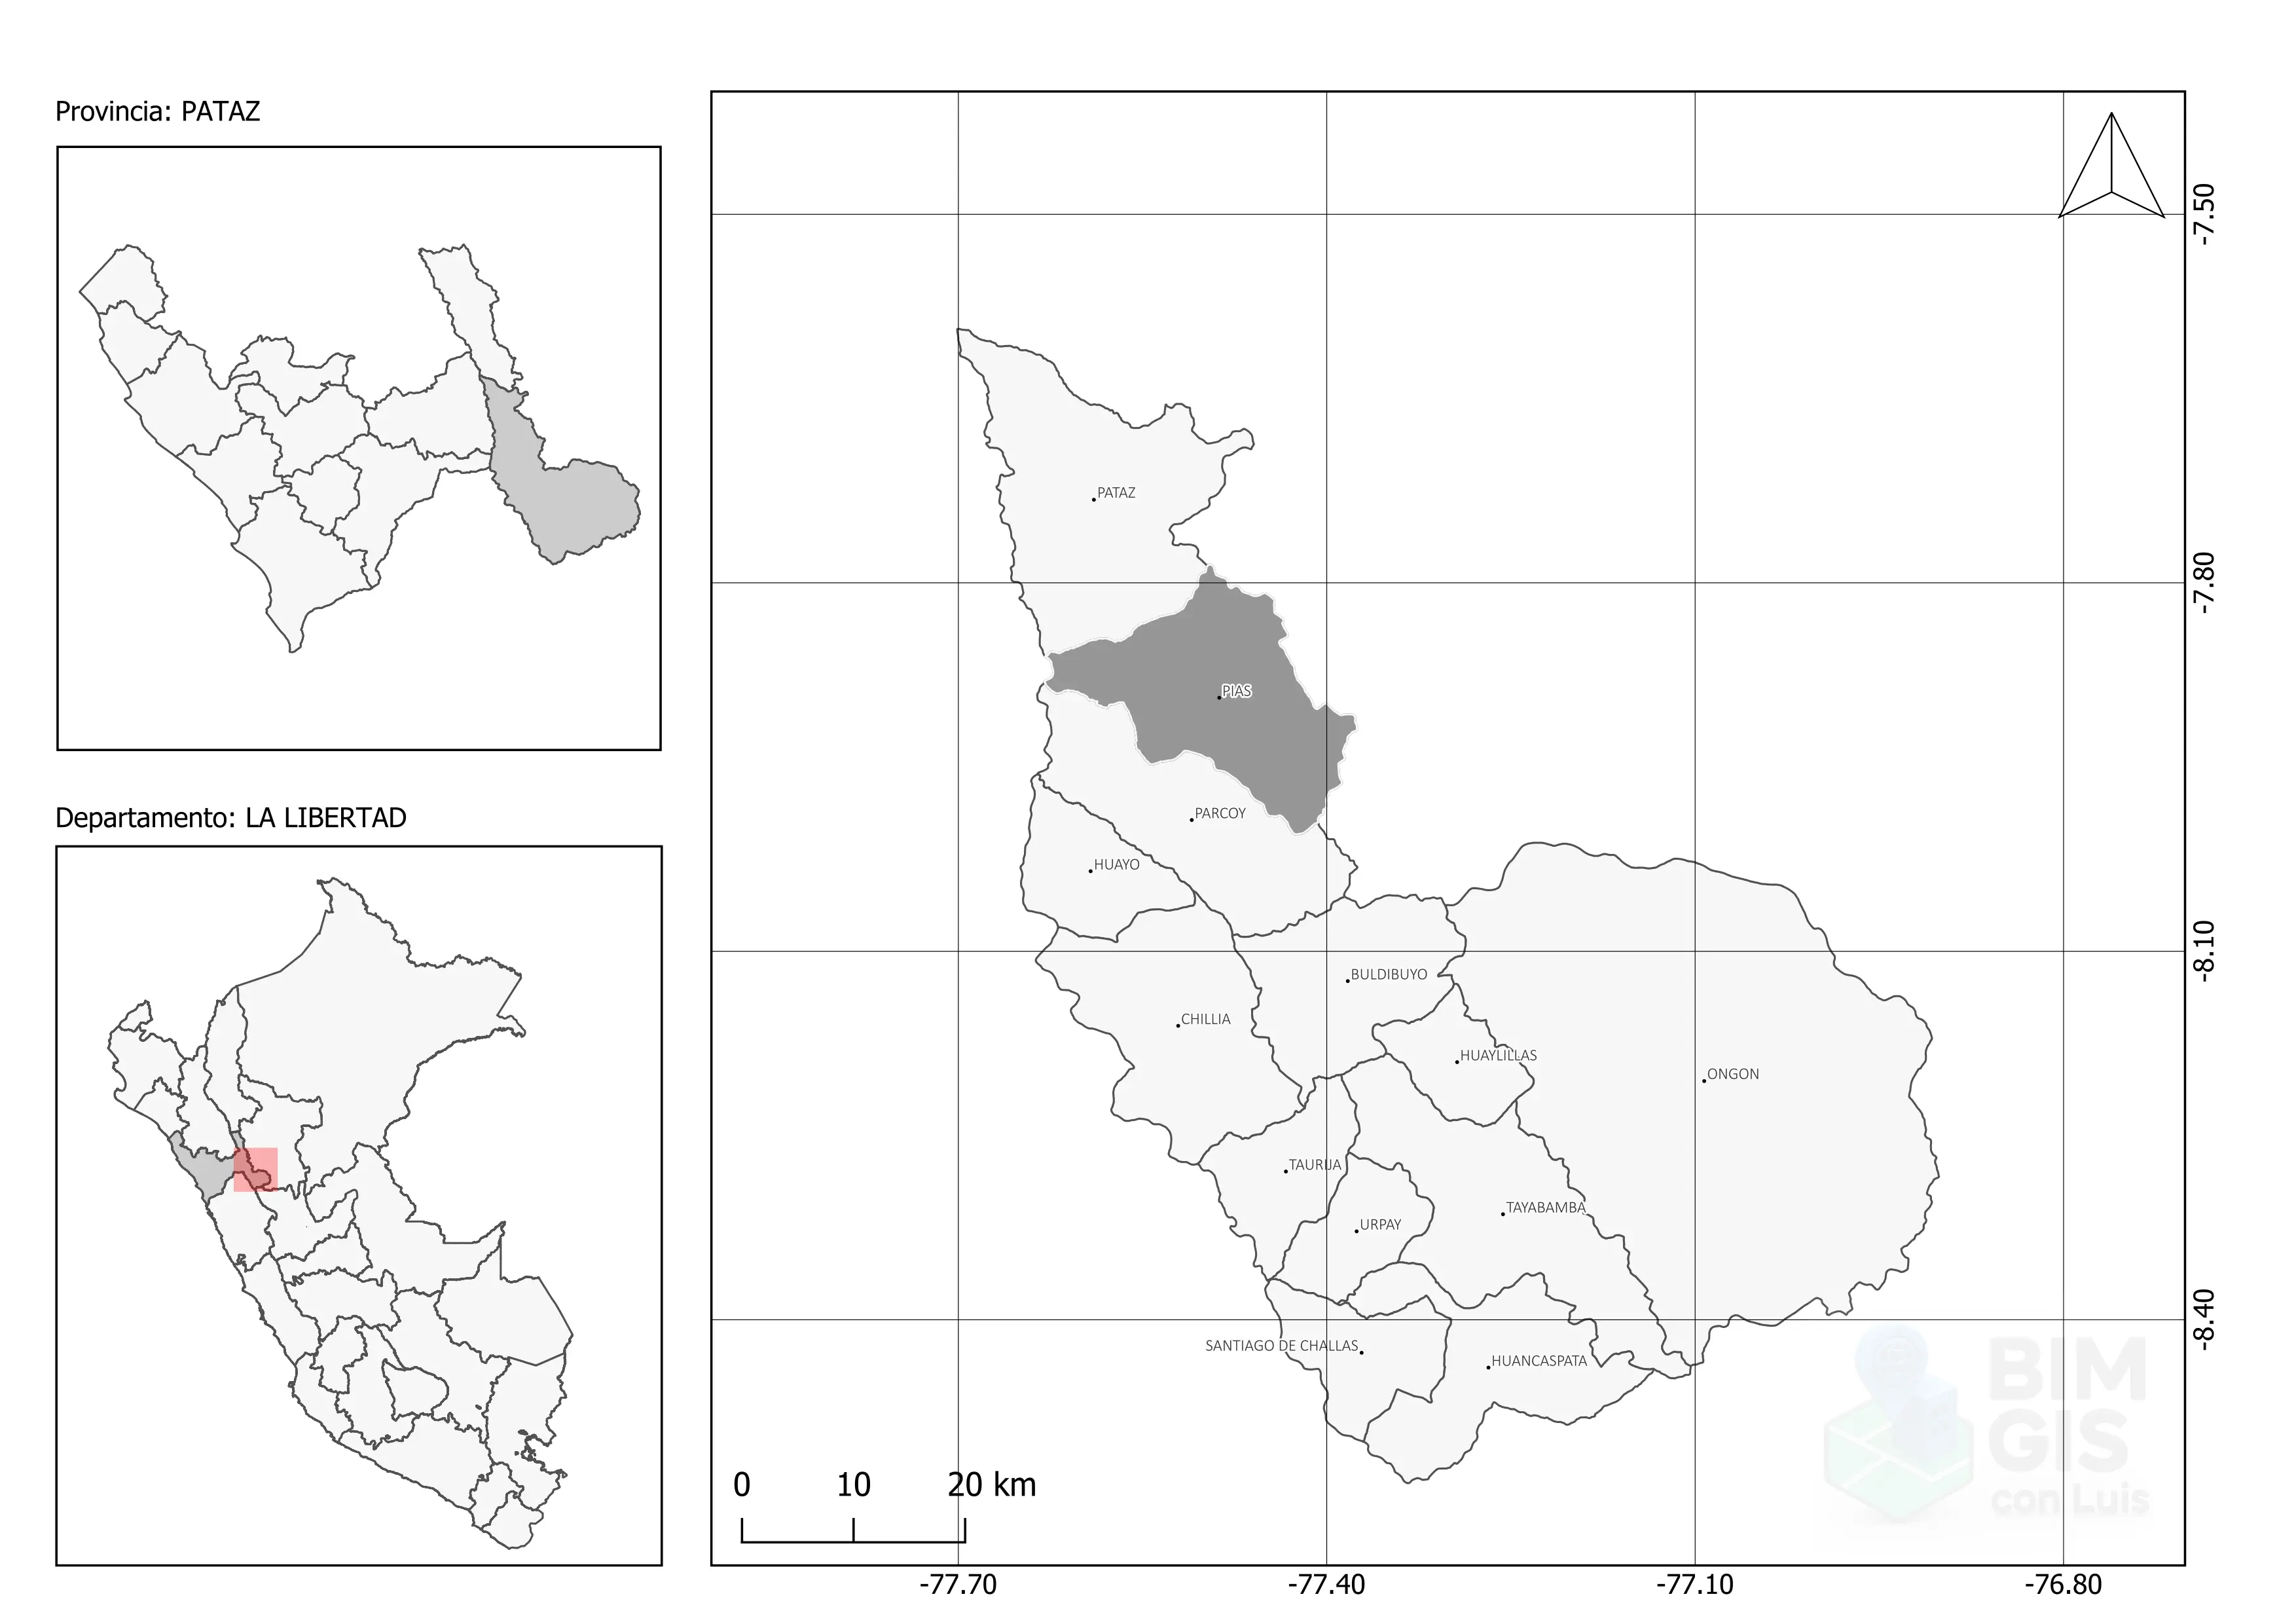 Provincia: PATAZ
Departamento: LA LIBERTAD
PATAZ
PIAS
PARCOY
HUAYO
BULDIBUYO
CHILLIA
HUAYLILLAS
ONGON
TAURIJA
TAYABAMBA
URPAY
SANTIAGO DE CHALLAS
HUANCASPATA
-7.50
-7.80
-8.10
-8.40
0 10 20 km
-77.70 -77.40 -77.10 -76.80
BIM
GIS
con Luis